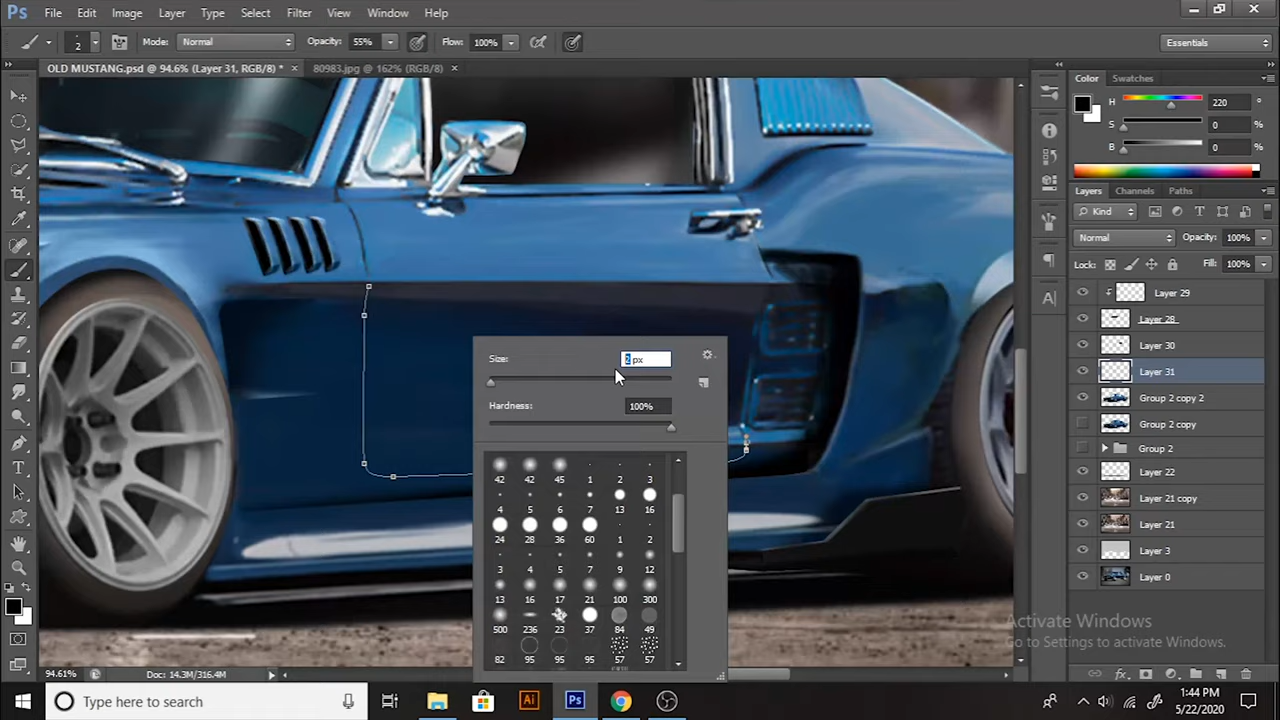 Ps File Edit Image Layer Type Select Filter View Window Help
2 Mode: Normal Opacity: 55% Flow: 100% Essentials
OLD MUSTANG.psd @ 94.6% (Layer 31, RGB/8) * × 80983.jpg @ 162% (RGB/8) ×
Color Swatches
H 220 °
S 0 %
B 0 %
Layers Channels Paths
Kind
Normal Opacity: 100%
Lock: Fill: 100%
Layer 29
Layer 28
Layer 30
Layer 31
Group 2 copy 2
Group 2 copy
Group 2
Layer 22
Layer 21 copy
Layer 21
Layer 3
Layer 0
Size: 2 px
Hardness: 100%
42 42 45 1 2 3
4 5 6 7 13 16
24 28 36 60 1 2
3 4 5 7 9 12
13 16 17 21 100 300
500 236 23 37 84 49
82 95 95 95 57 57
Activate Windows
Go to Settings to activate Windows.
94.61% Doc: 14.3M/316.4M
Type here to search
Ai Ps
1:44 PM
5/22/2020